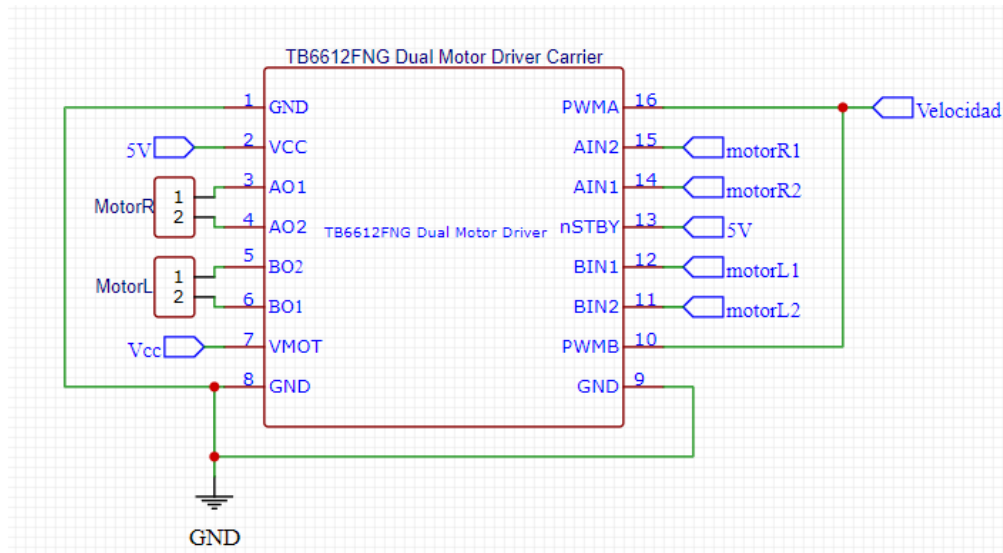 TB6612FNG Dual Motor Driver Carrier
1 GND PWMA 16 Velocidad
5V 2 VCC AIN2 15 motorR1
MotorR 1 3 AO1 AIN1 14 motorR2
2 4 AO2 TB6612FNG Dual Motor Driver nSTBY 13 5V
MotorL 1 5 BO2 BIN1 12 motorL1
2 6 BO1 BIN2 11 motorL2
Vcc 7 VMOT PWMB 10
8 GND GND 9
GND